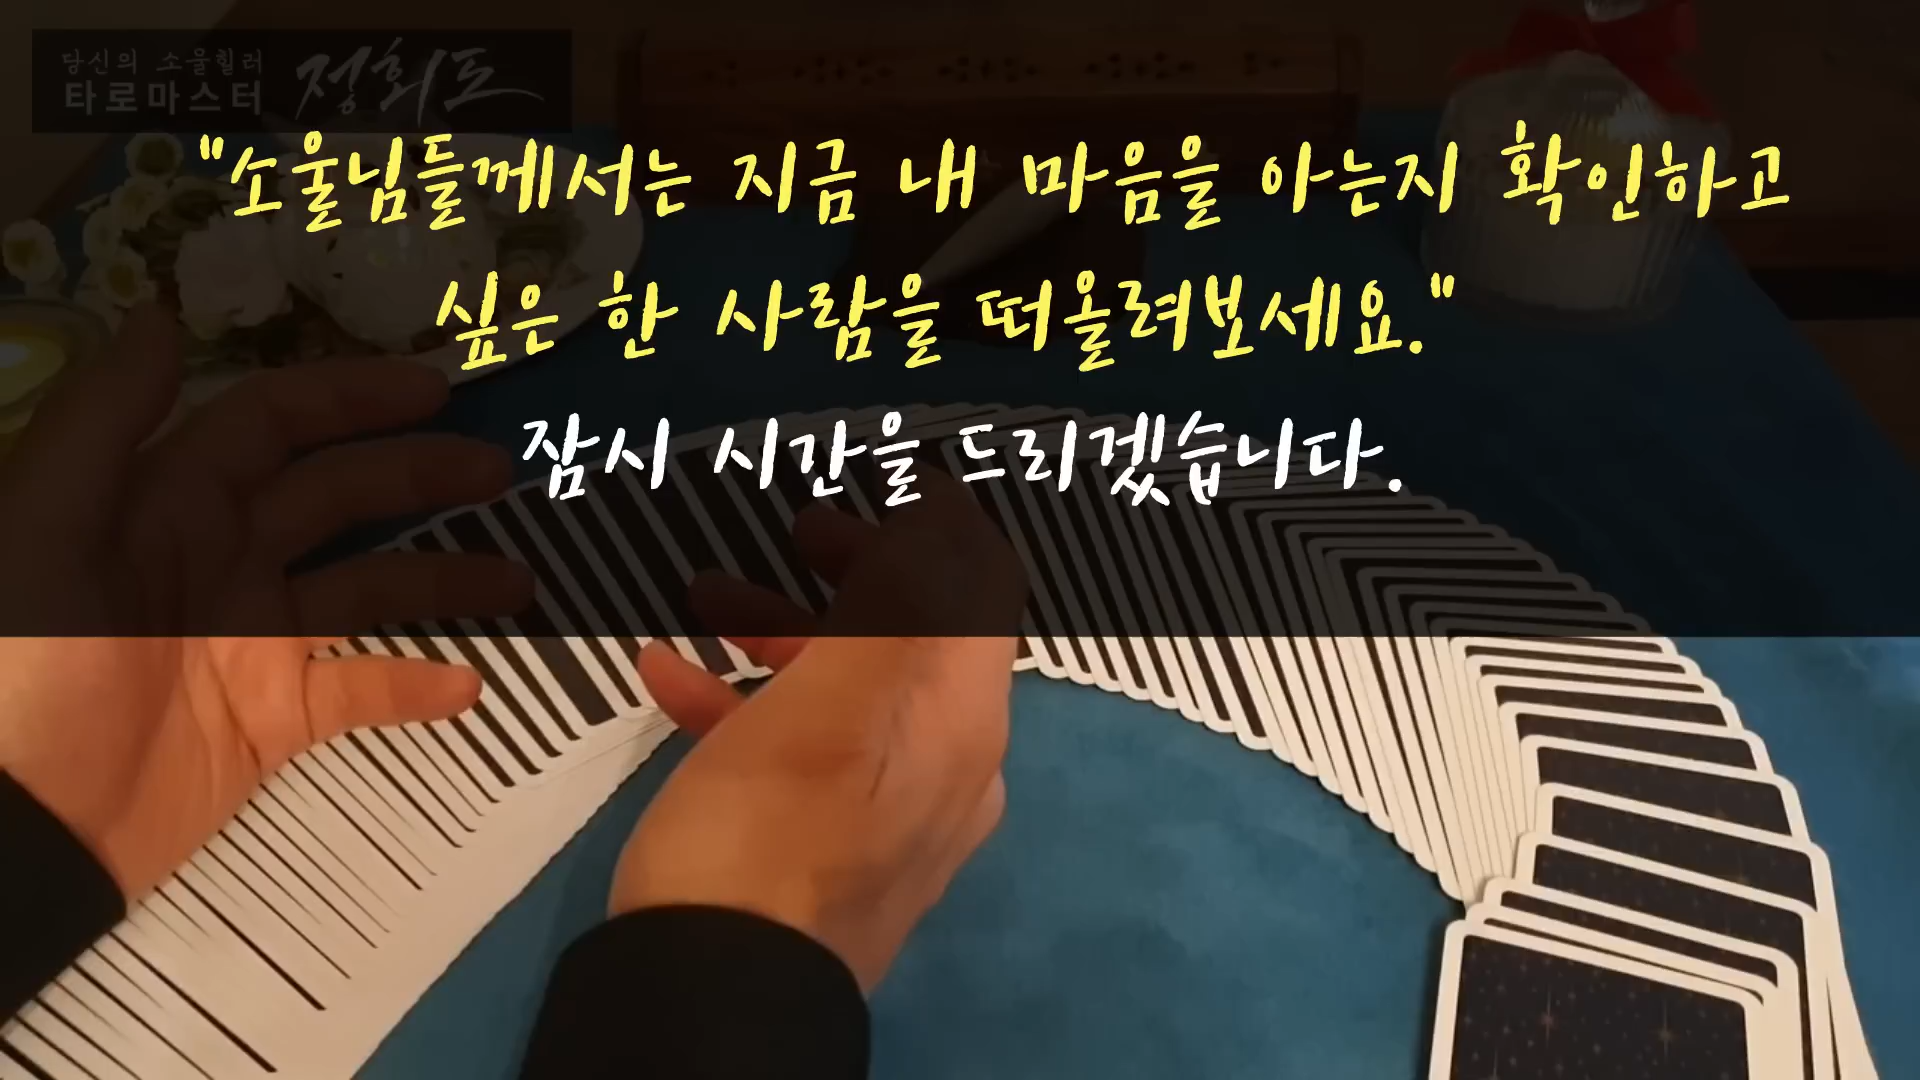 당신의 소울힐러
타로마스터 정회도
"소울님들께서는 지금 내 마음을 아는지 확인하고
싶은 한 사람을 떠올려보세요."
잠시 시간을 드리겠습니다.